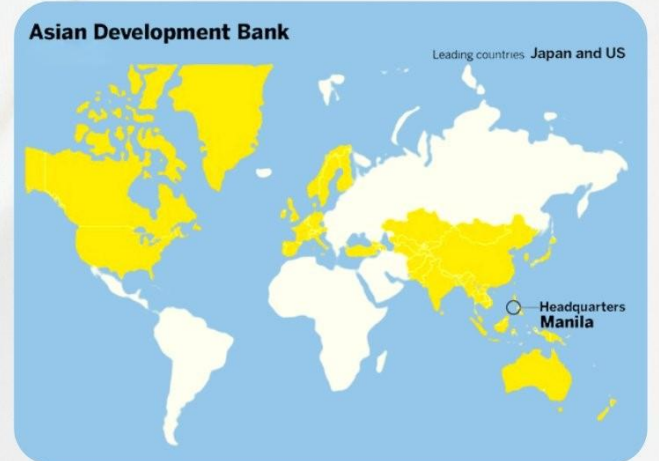 Asian Development Bank
Leading countries Japan and US
Headquarters
Manila